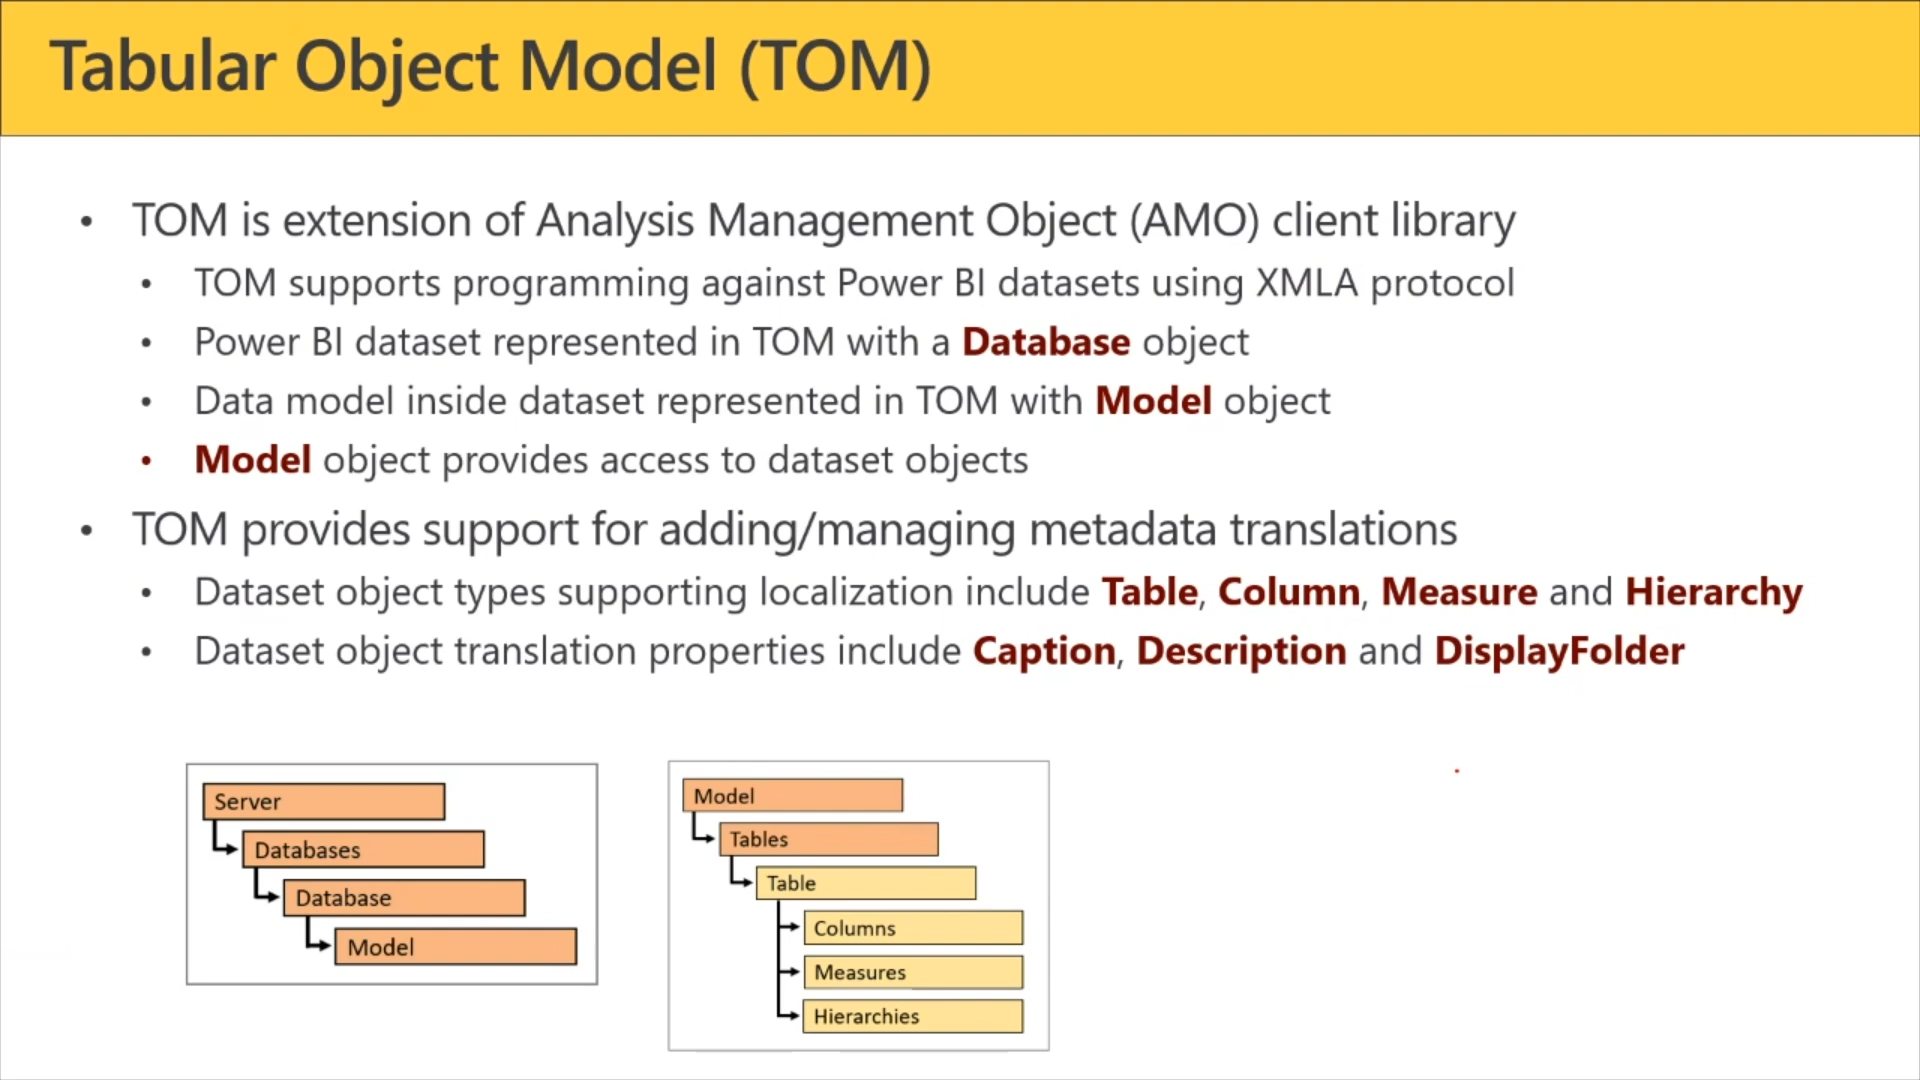 Tabular Object Model (TOM)
• TOM is extension of Analysis Management Object (AMO) client library
• TOM supports programming against Power BI datasets using XMLA protocol
• Power BI dataset represented in TOM with a Database object
• Data model inside dataset represented in TOM with Model object
• Model object provides access to dataset objects
• TOM provides support for adding/managing metadata translations
• Dataset object types supporting localization include Table, Column, Measure and Hierarchy
• Dataset object translation properties include Caption, Description and DisplayFolder
Server
Databases
Database
Model
Model
Tables
Table
Columns
Measures
Hierarchies